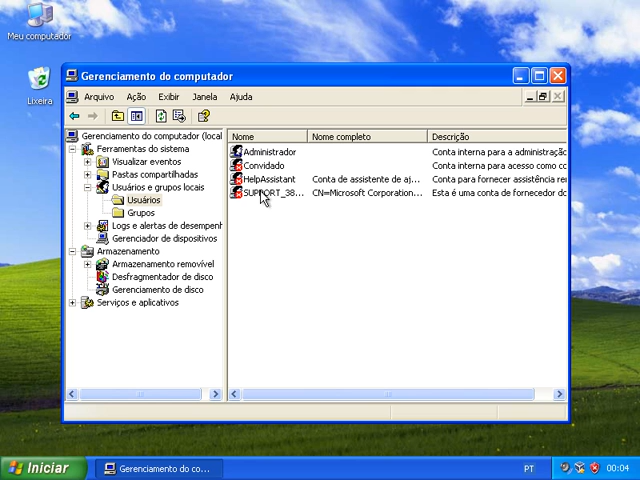 Meu computador
Lixeira
Gerenciamento do computador
Arquivo Ação Exibir Janela Ajuda
Gerenciamento do computador (local
Ferramentas do sistema
Visualizar eventos
Pastas compartilhadas
Usuários e grupos locais
Usuários
Grupos
Logs e alertas de desempenh
Gerenciador de dispositivos
Armazenamento
Armazenamento removível
Desfragmentador de disco
Gerenciamento de disco
Serviços e aplicativos
Nome Nome completo Descrição
Administrador Conta interna para a administração
Convidado Conta interna para acesso como co
HelpAssistant Conta de assistente de aj... Conta para fornecer assistência rem
SUPPORT_38... CN=Microsoft Corporation... Esta é uma conta de fornecedor do
Iniciar Gerenciamento do co... PT 00:04